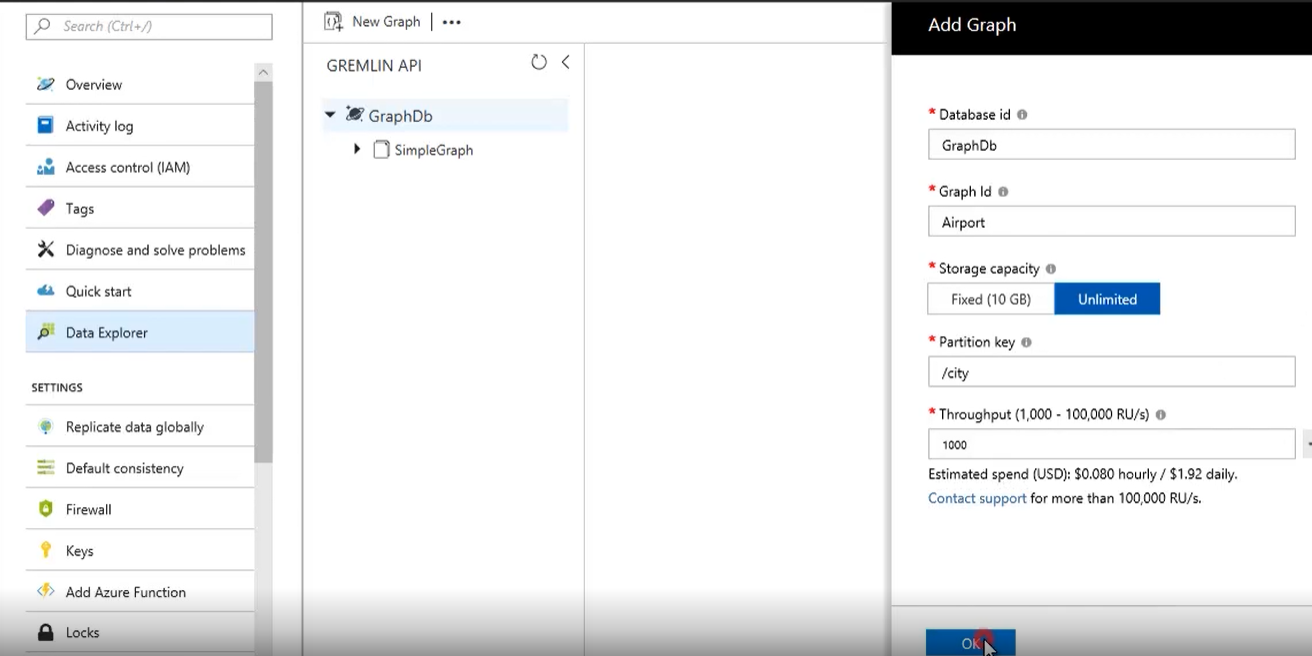 Search (Ctrl+/)
Overview
Activity log
Access control (IAM)
Tags
Diagnose and solve problems
Quick start
Data Explorer
SETTINGS
Replicate data globally
Default consistency
Firewall
Keys
Add Azure Function
Locks
New Graph
GREMLIN API
GraphDb
SimpleGraph
Add Graph
* Database id
GraphDb
* Graph Id
Airport
* Storage capacity
Fixed (10 GB) Unlimited
* Partition key
/city
* Throughput (1,000 - 100,000 RU/s)
1000
Estimated spend (USD): $0.080 hourly / $1.92 daily.
Contact support for more than 100,000 RU/s.
OK